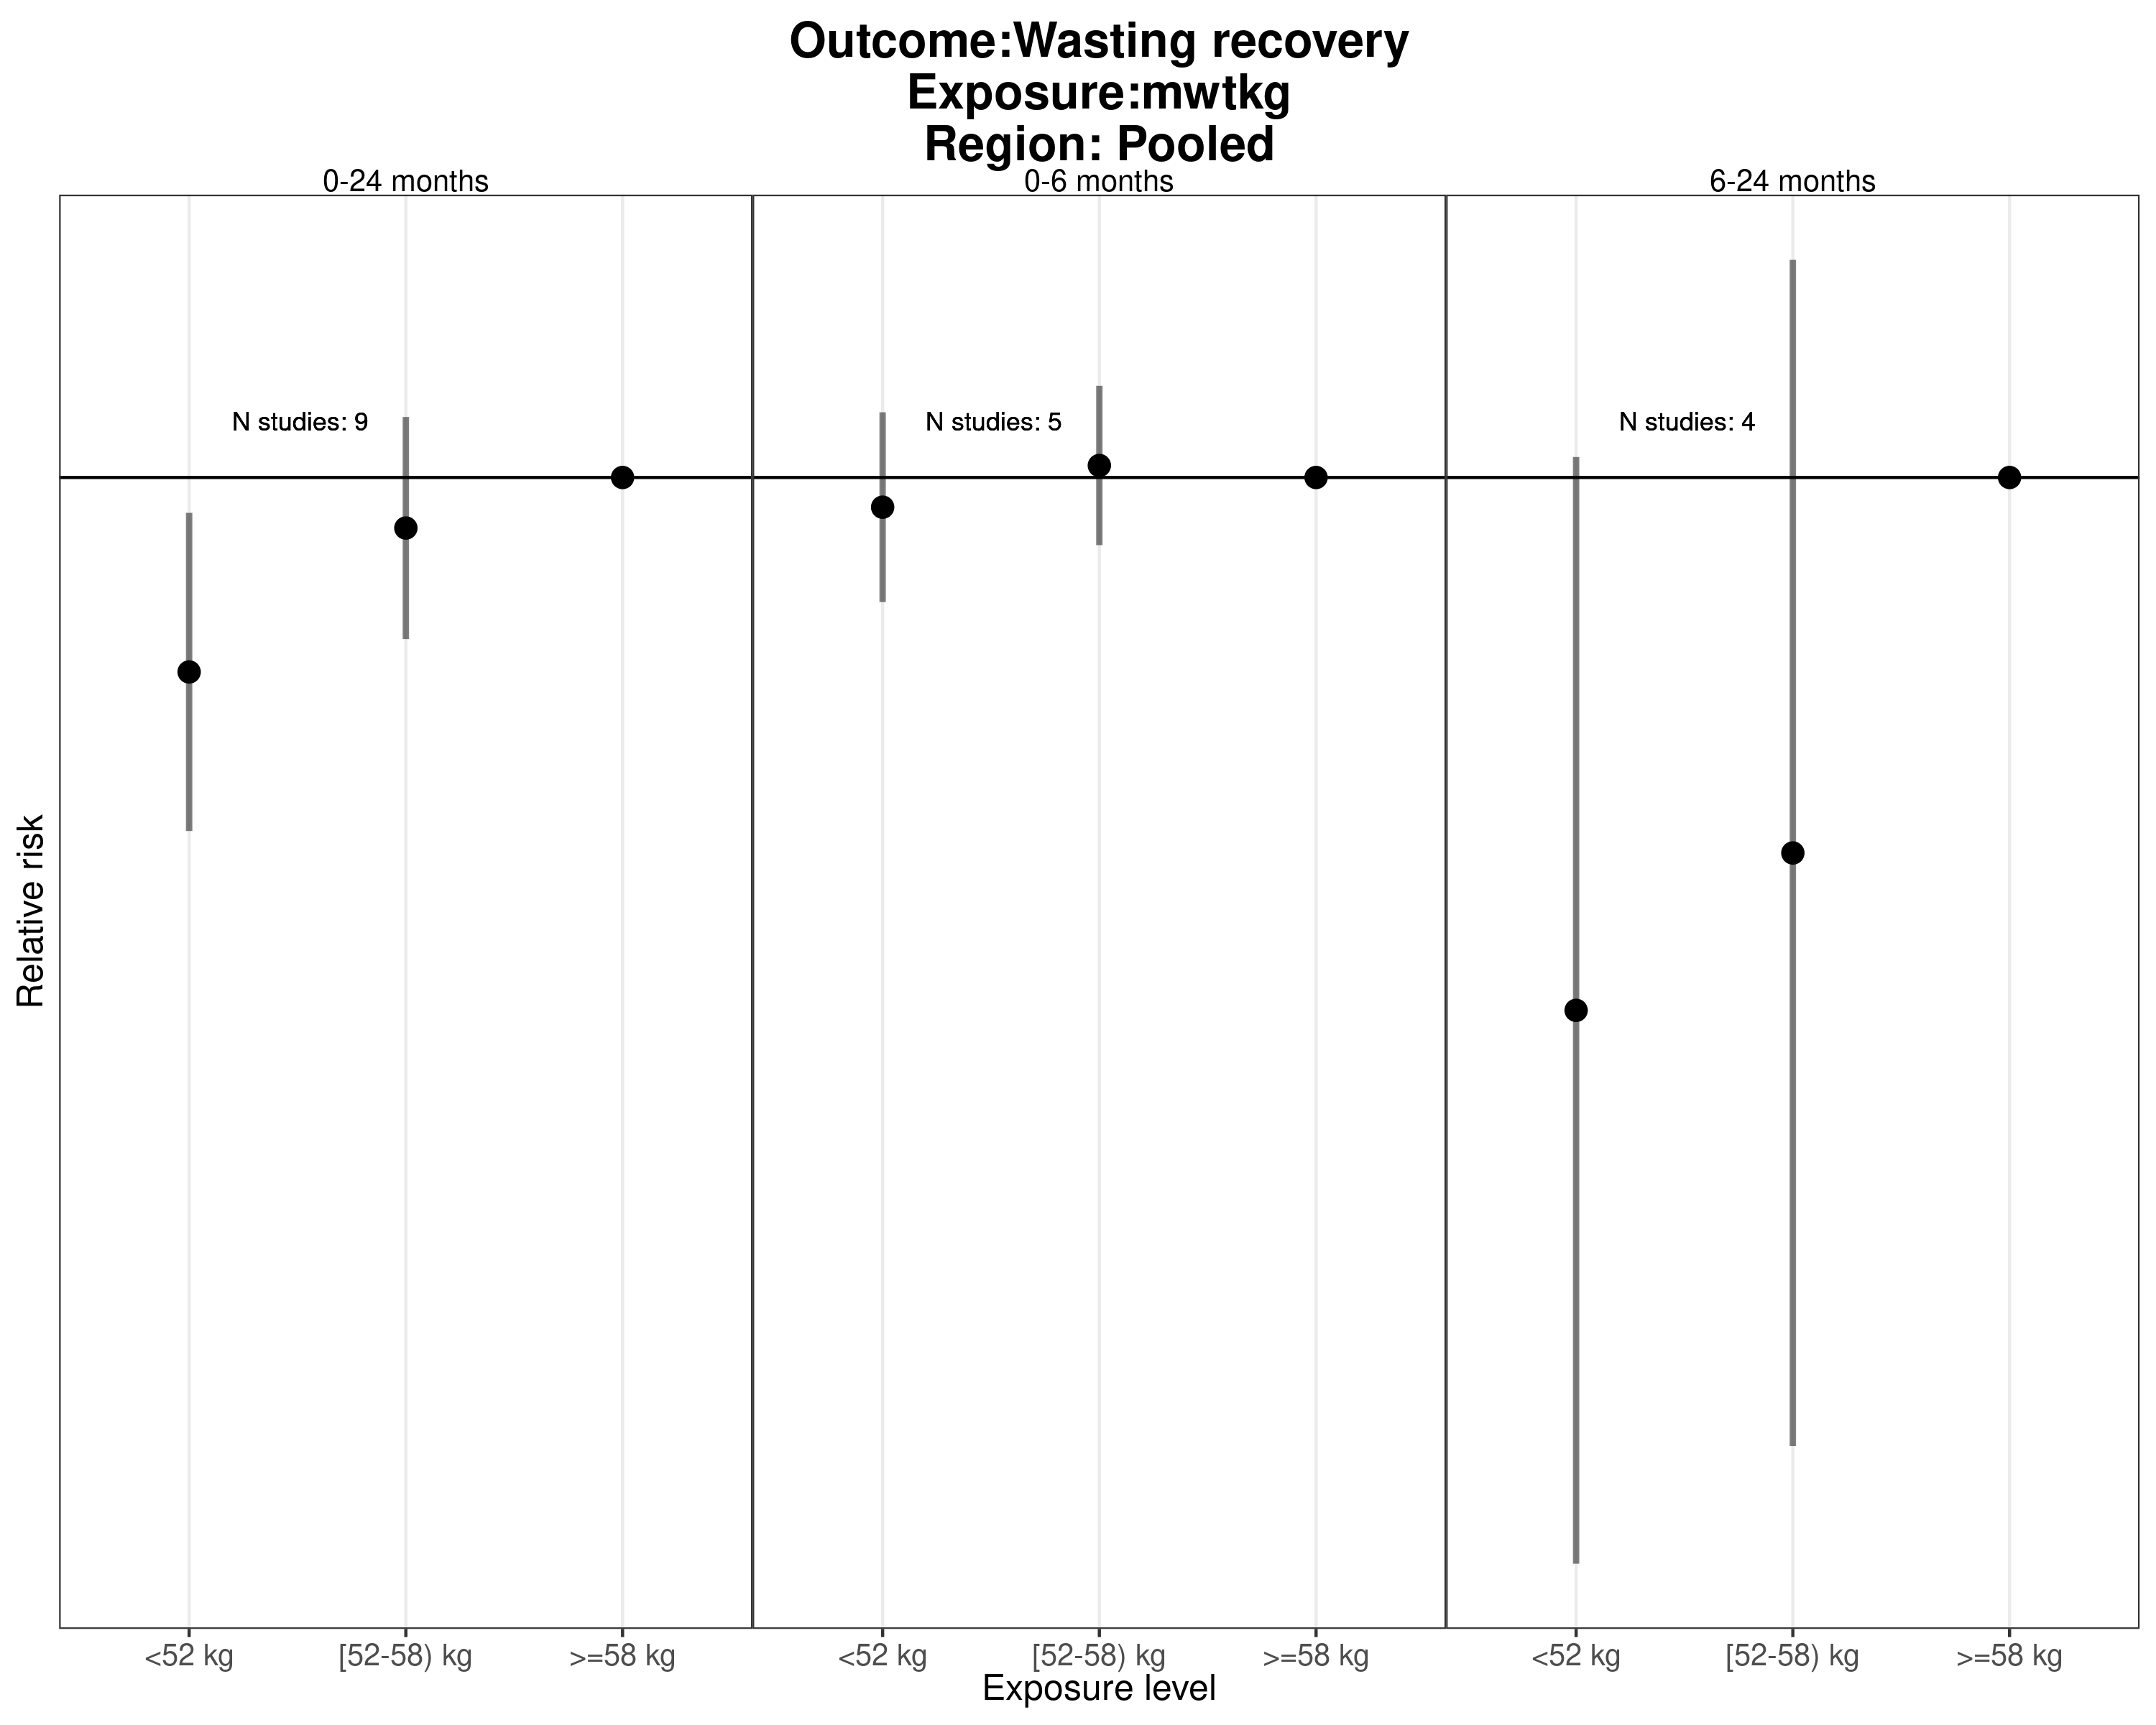 Outcome:Wasting recovery
Exposure:mwtkg
Region: Pooled
0-24 months
0-6 months
6-24 months
N studies: 9
N studies: 5
N studies: 4
Relative risk
<52 kg
[52-58) kg
>=58 kg
<52 kg
[52-58) kg
>=58 kg
<52 kg
[52-58) kg
>=58 kg
Exposure level